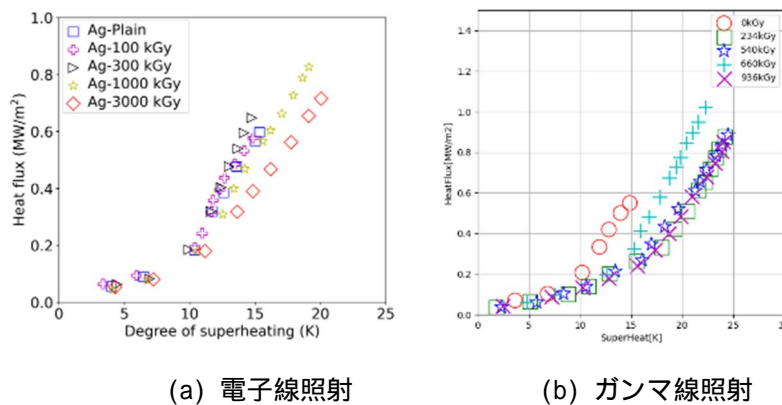 Ag-Plain
Ag-100 kGy
Ag-300 kGy
Ag-1000 kGy
Ag-3000 kGy
Heat flux (MW/m²)
1.0
0.8
0.6
0.4
0.2
0.0
0 5 10 15 20 25
Degree of superheating (K)
(a) 電子線照射
0kGy
234kGy
540kGy
660kGy
936kGy
HeatFlux[MW/m2]
1.4
1.2
1.0
0.8
0.6
0.4
0.2
0.0
0 5 10 15 20 25 30
SuperHeat[K]
(b) ガンマ線照射